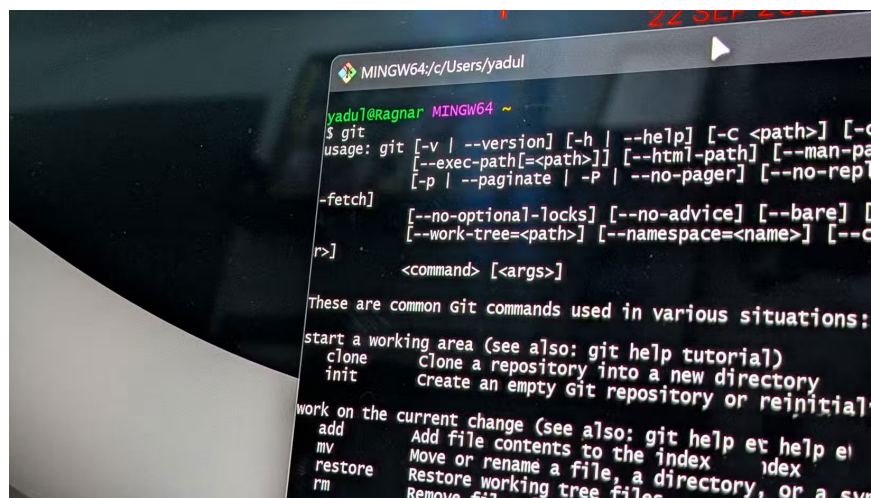 22 SEP
MINGW64:/c/Users/yadul
yadul@Ragnar MINGW64 ~
$ git
usage: git [-v | --version] [-h | --help] [-C <path>] [-c
[--exec-path[=<path>]] [--html-path] [--man-pa
[-p | --paginate | -P | --no-pager] [--no-repl
-fetch]
[--no-optional-locks] [--no-advice] [--bare] [
[--work-tree=<path>] [--namespace=<name>] [--c
r>]
<command> [<args>]
These are common Git commands used in various situations:
start a working area (see also: git help tutorial)
clone Clone a repository into a new directory
init Create an empty Git repository or reinitial
work on the current change (see also: git help
add Add file contents to the index
mv Move or rename a file, a directory, or a sy
restore Restore working tree files
rm Remove